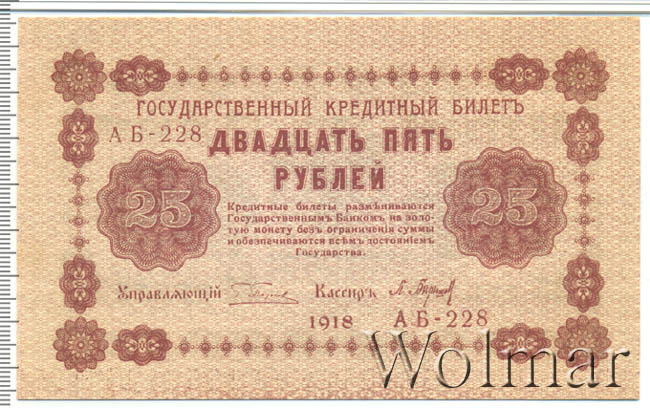 ГОСУДАРСТВЕННЫЙ КРЕДИТНЫЙ БИЛЕТЪ
АБ-228
ДВАДЦАТЬ ПЯТЬ
РУБЛЕЙ
25
25
Кредитные билеты размѣниваются
Государственнымъ Банкомъ на золо-
тую монету безъ ограниченія суммы
и обезпечиваются всѣмъ достояніемъ
Государства.
Управляющій
Кассиръ
1918 АБ-228
Wolmar